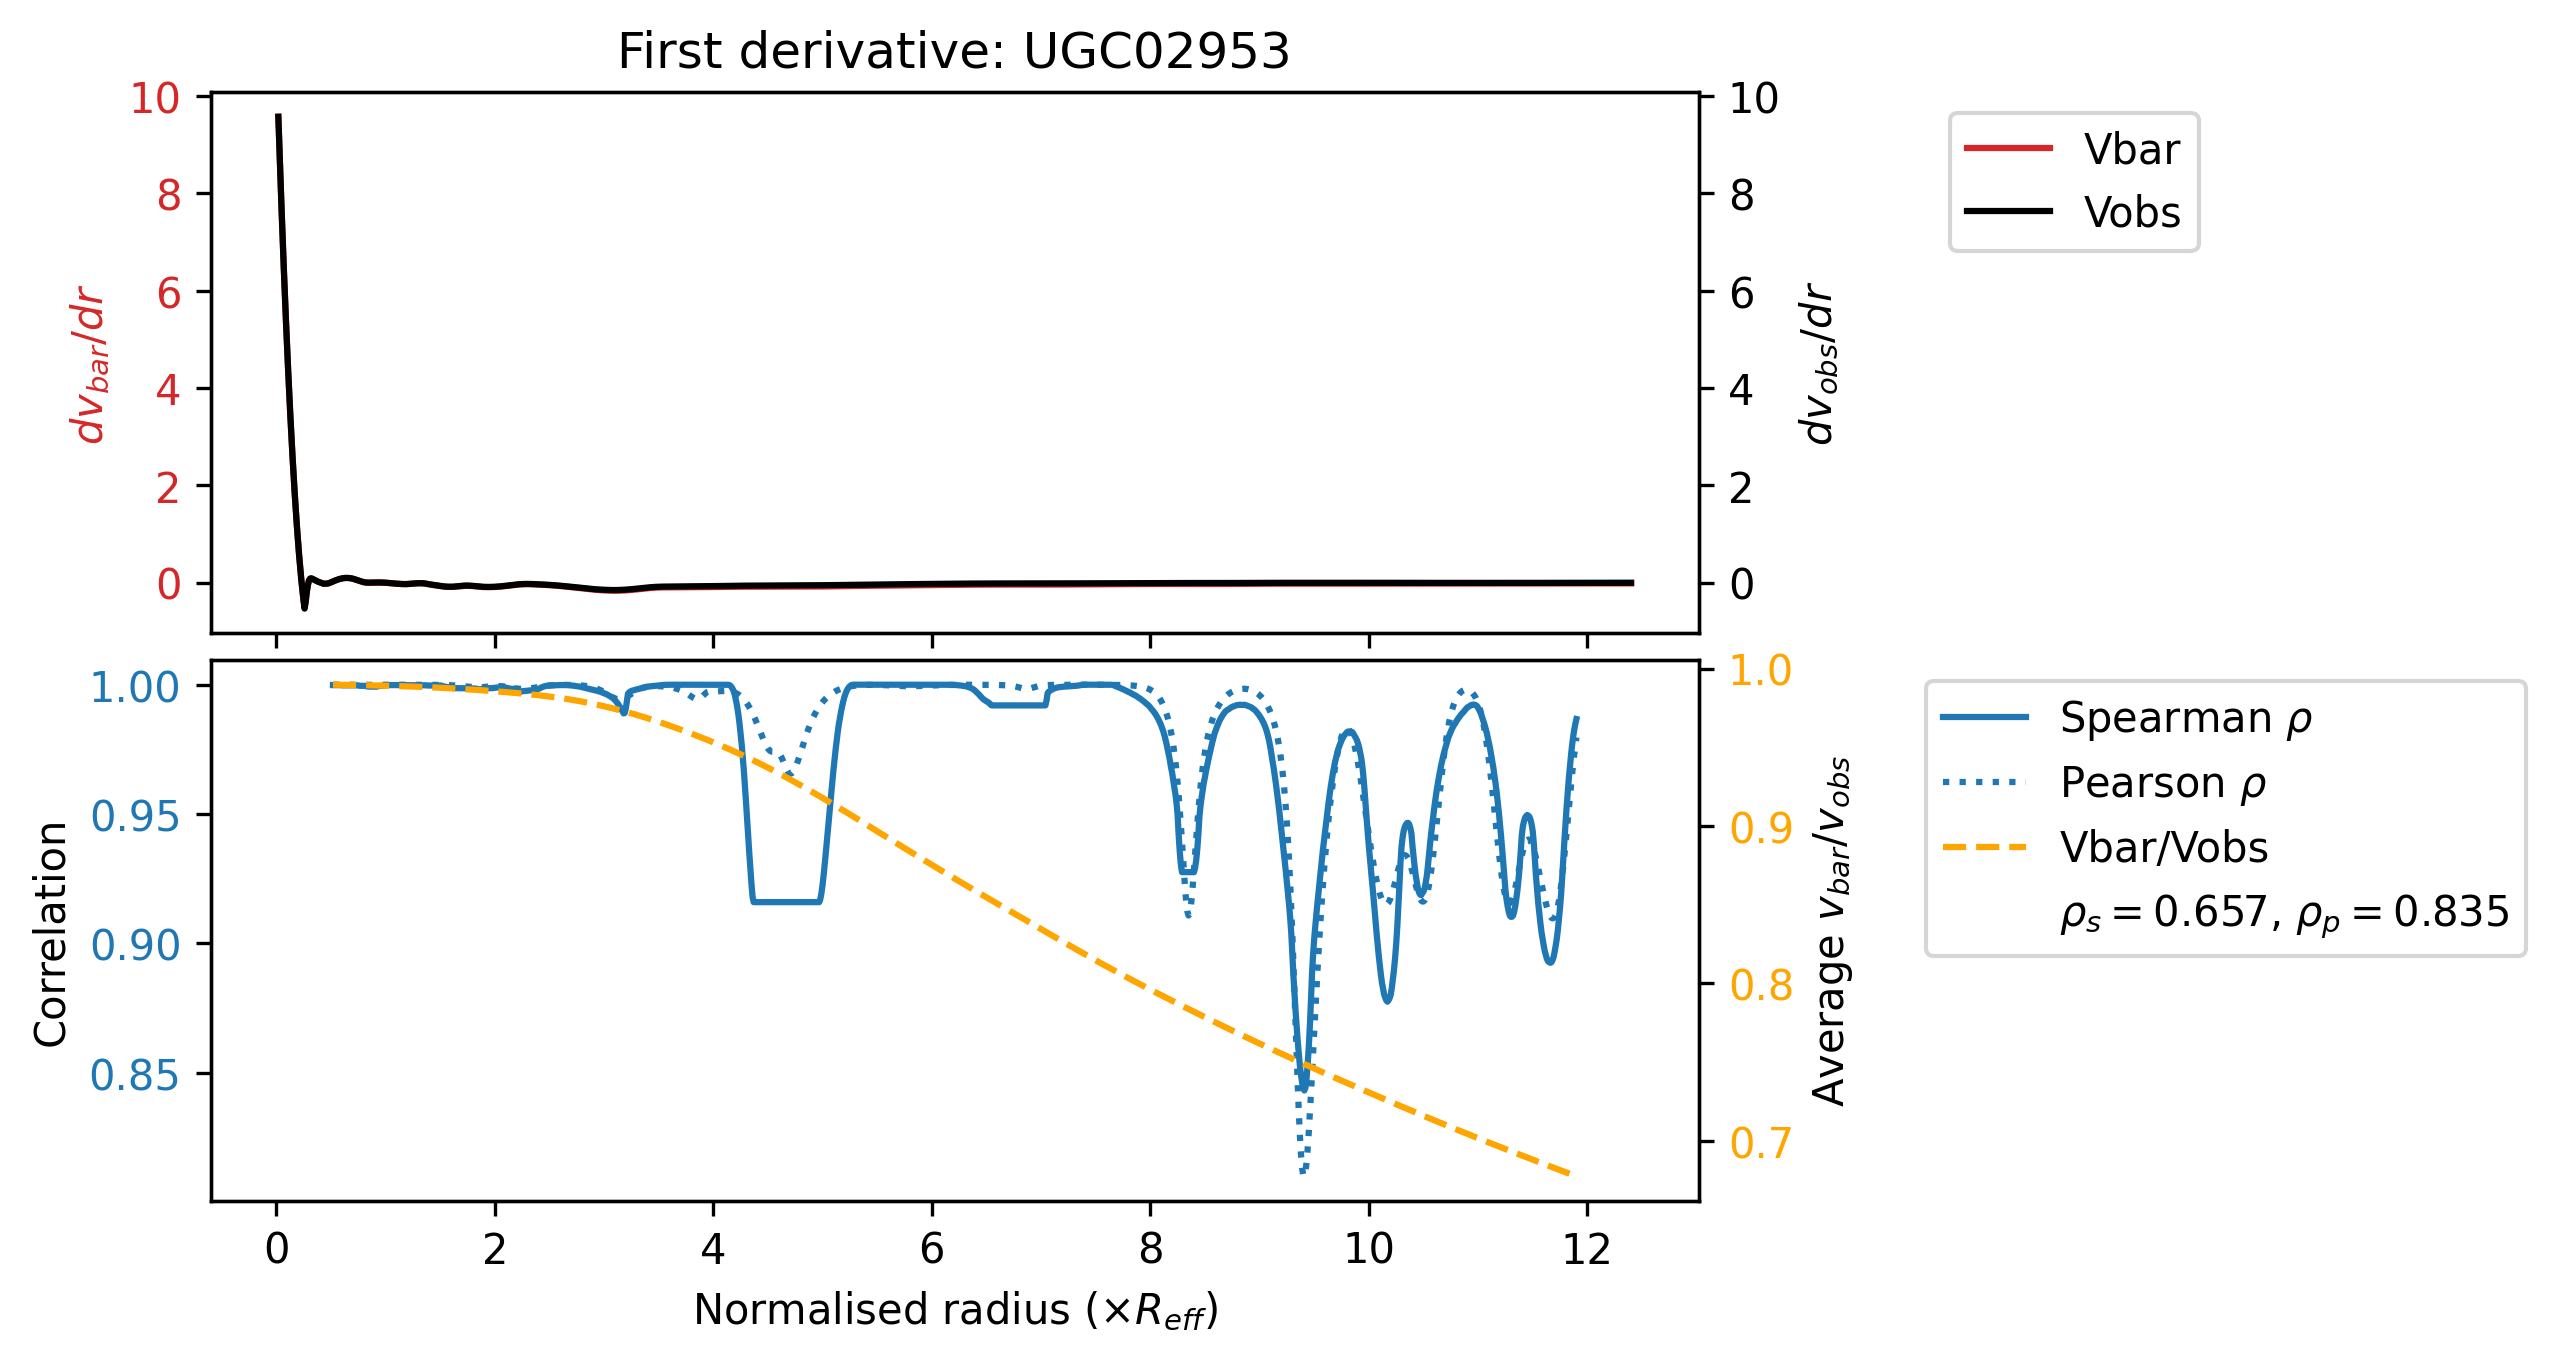 First derivative: UGC02953
10
8
6
4
2
0
dv_bar/dr
10
8
6
4
2
0
dv_obs/dr
Vbar
Vobs
1.00
0.95
0.90
0.85
Correlation
1.0
0.9
0.8
0.7
Average v_bar/v_obs
Spearman ρ
Pearson ρ
Vbar/Vobs
ρ_s = 0.657, ρ_p = 0.835
0 2 4 6 8 10 12
Normalised radius (×R_eff)